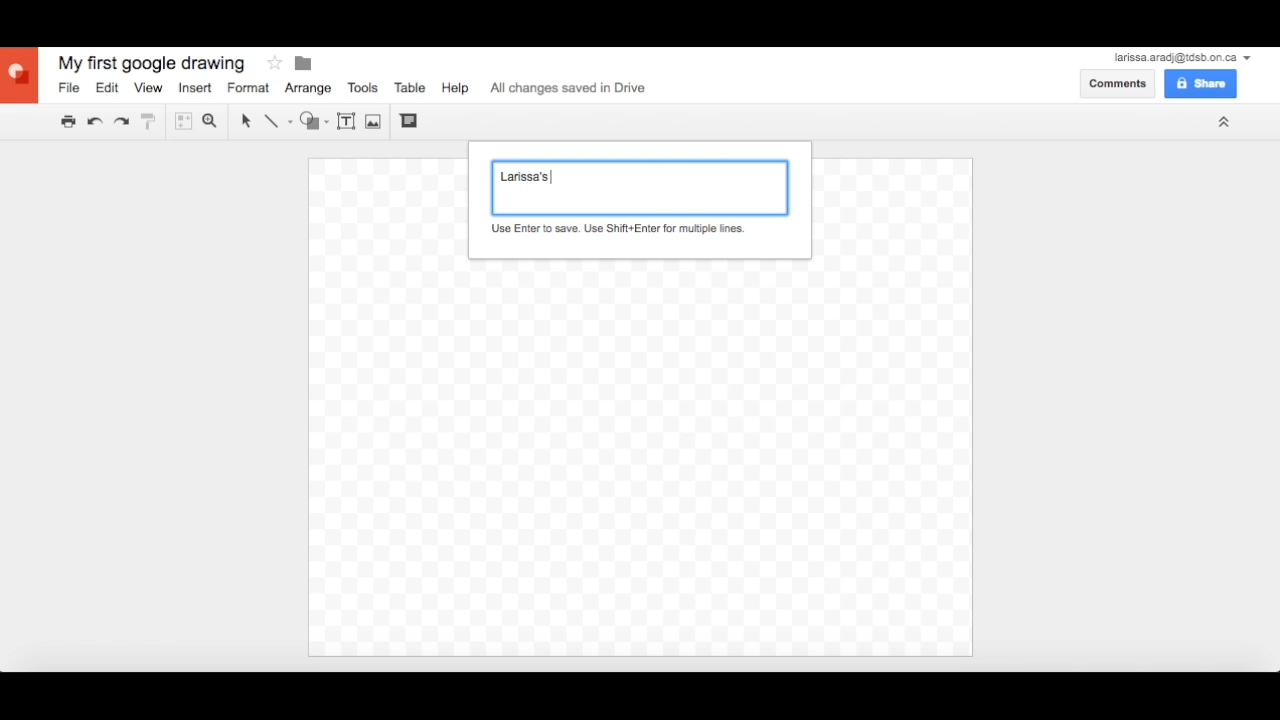 My first google drawing
larissa.aradj@tdsb.on.ca
File Edit View Insert Format Arrange Tools Table Help All changes saved in Drive
Comments Share
Larissa's
Use Enter to save. Use Shift+Enter for multiple lines.